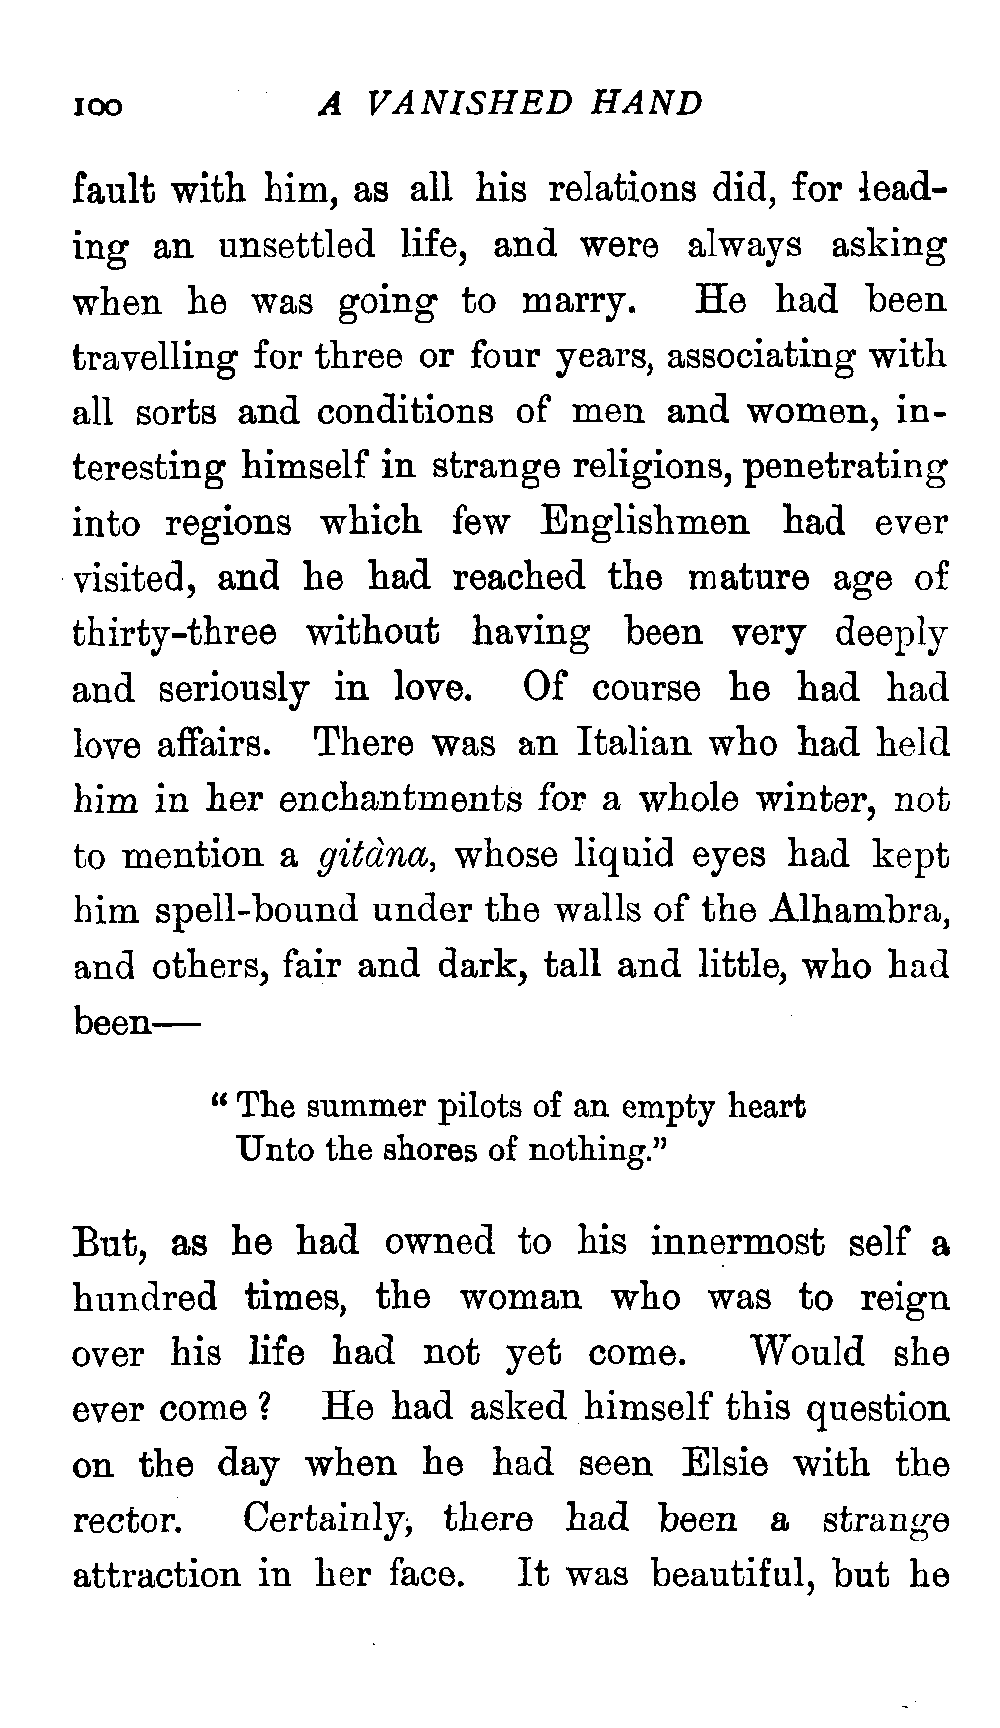 100 A VANISHED HAND
fault with him, as all his relations did, for lead-
ing an unsettled life, and were always asking
when he was going to marry. He had been
travelling for three or four years, associating with
all sorts and conditions of men and women, in-
teresting himself in strange religions, penetrating
into regions which few Englishmen had ever
visited, and he had reached the mature age of
thirty-three without having been very deeply
and seriously in love. Of course he had had
love affairs. There was an Italian who had held
him in her enchantments for a whole winter, not
to mention a gitàna, whose liquid eyes had kept
him spell-bound under the walls of the Alhambra,
and others, fair and dark, tall and little, who had
been—
“The summer pilots of an empty heart
Unto the shores of nothing.”
But, as he had owned to his innermost self a
hundred times, the woman who was to reign
over his life had not yet come. Would she
ever come? He had asked himself this question
on the day when he had seen Elsie with the
rector. Certainly, there had been a strange
attraction in her face. It was beautiful, but he